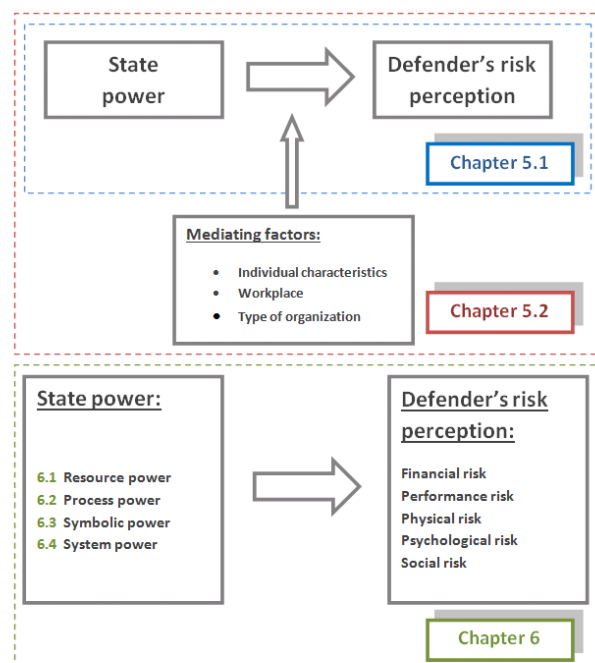 State
power
Defender’s risk
perception
Chapter 5.1
Mediating factors:
• Individual characteristics
• Workplace
• Type of organization
Chapter 5.2
State power:
6.1 Resource power
6.2 Process power
6.3 Symbolic power
6.4 System power
Defender’s risk
perception:
Financial risk
Performance risk
Physical risk
Psychological risk
Social risk
Chapter 6